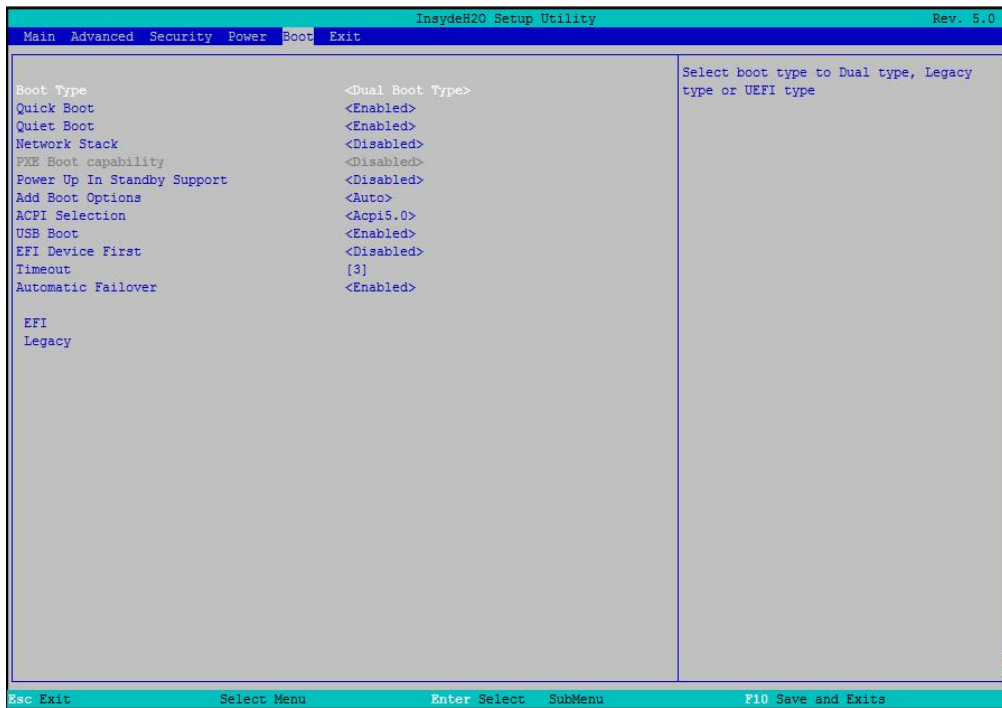 InsydeH2O Setup Utility Rev. 5.0
Main Advanced Security Power Boot Exit
Select boot type to Dual type, Legacy
type or UEFI type
Boot Type <Dual Boot Type>
Quick Boot <Enabled>
Quiet Boot <Enabled>
Network Stack <Disabled>
PXE Boot capability <Disabled>
Power Up In Standby Support <Disabled>
Add Boot Options <Auto>
ACPI Selection <Acpi5.0>
USB Boot <Enabled>
EFI Device First <Disabled>
Timeout [3]
Automatic Failover <Enabled>
EFI
Legacy
Esc Exit Select Menu Enter Select SubMenu F10 Save and Exits